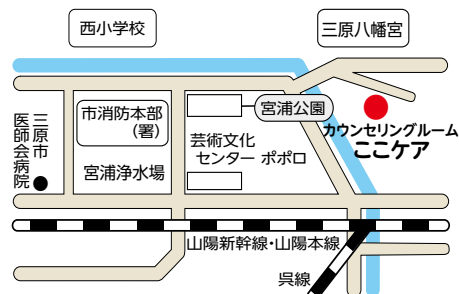 西小学校
三原八幡宮
市消防本部
(署)
宮浦公園
三原市
医師会病院
芸術文化
センター ポポロ
カウンセリングルーム
ここケア
宮浦浄水場
山陽新幹線・山陽本線
呉線